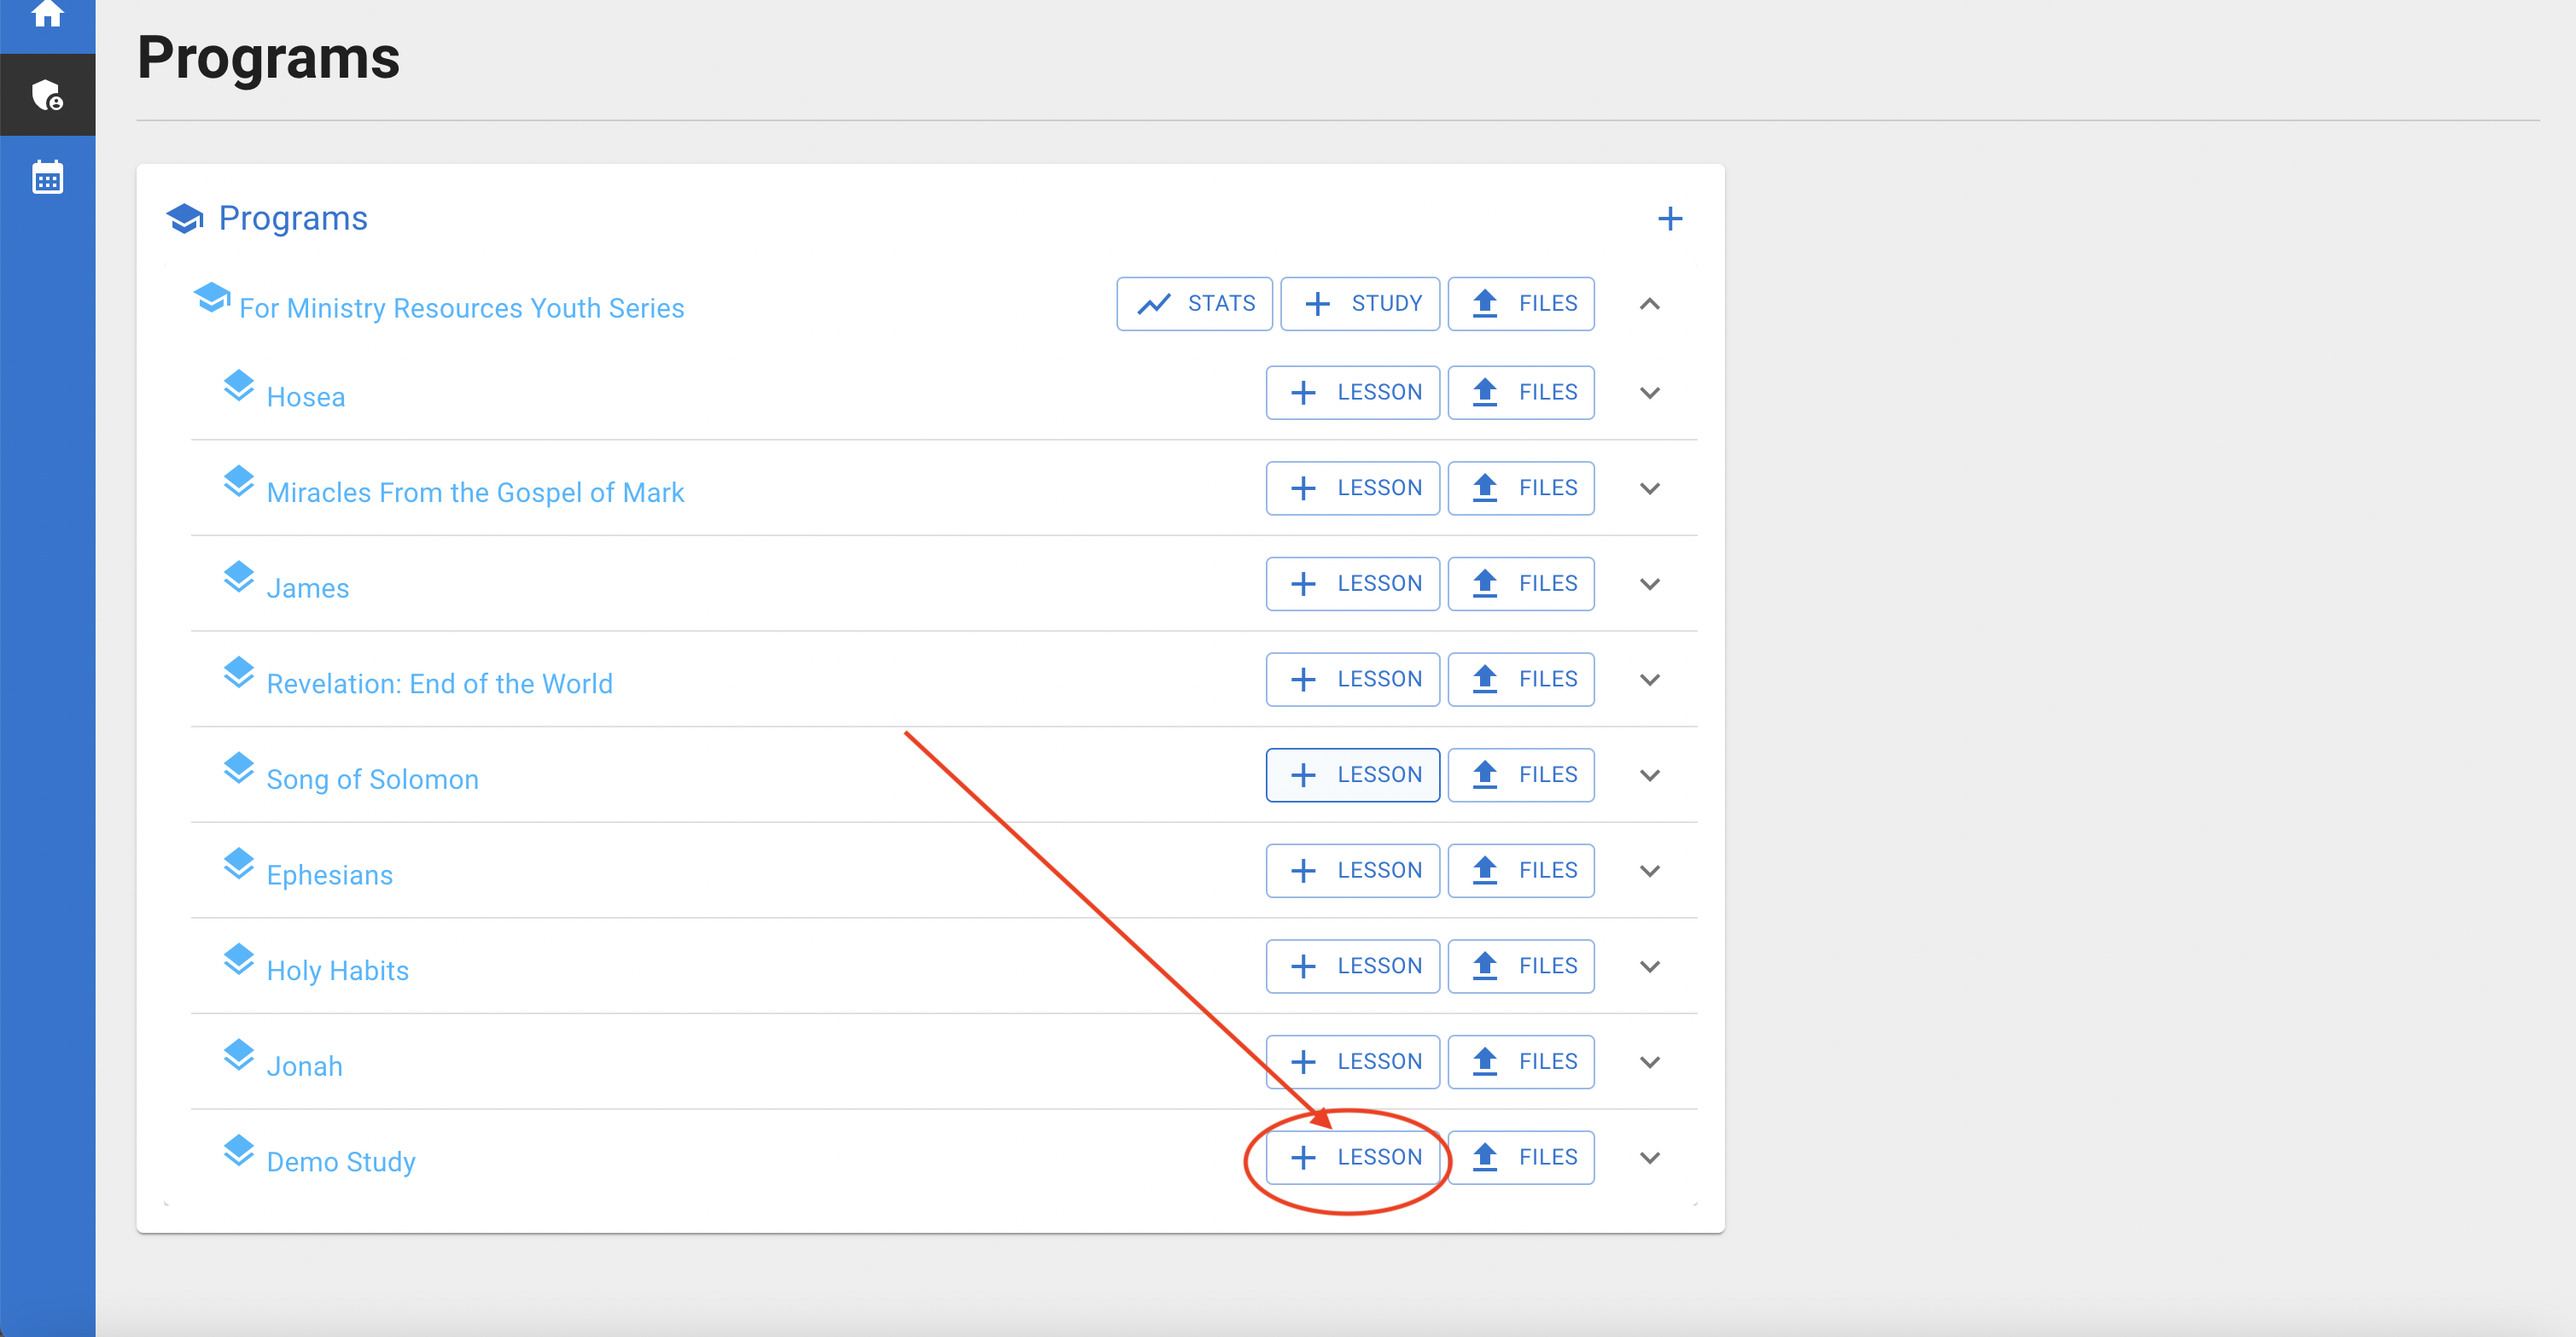 Programs
Programs
For Ministry Resources Youth Series STATS STUDY FILES
Hosea LESSON FILES
Miracles From the Gospel of Mark LESSON FILES
James LESSON FILES
Revelation: End of the World LESSON FILES
Song of Solomon LESSON FILES
Ephesians LESSON FILES
Holy Habits LESSON FILES
Jonah LESSON FILES
Demo Study LESSON FILES